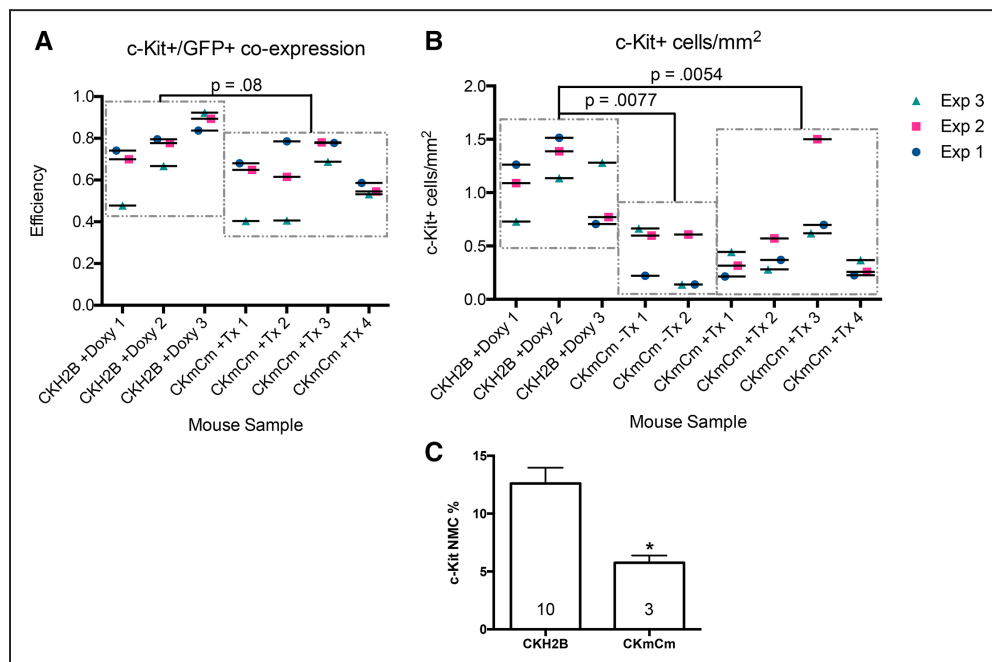 A
c-Kit+/GFP+ co-expression
p = .08
1.0
0.8
0.6
0.4
0.2
0.0
Efficiency
CKH2B +Doxy 1
CKH2B +Doxy 2
CKH2B +Doxy 3
CKmCm +Tx 1
CKmCm +Tx 2
CKmCm +Tx 3
CKmCm +Tx 4
Mouse Sample
B
c-Kit+ cells/mm²
p = .0054
p = .0077
2.0
1.5
1.0
0.5
0.0
c-Kit+ cells/mm²
CKH2B +Doxy 1
CKH2B +Doxy 2
CKH2B +Doxy 3
CKmCm -Tx 1
CKmCm -Tx 2
CKmCm +Tx 1
CKmCm +Tx 2
CKmCm +Tx 3
CKmCm +Tx 4
Mouse Sample
Exp 3
Exp 2
Exp 1
C
15
10
5
0
c-Kit NMC %
*
10
3
CKH2B
CKmCm